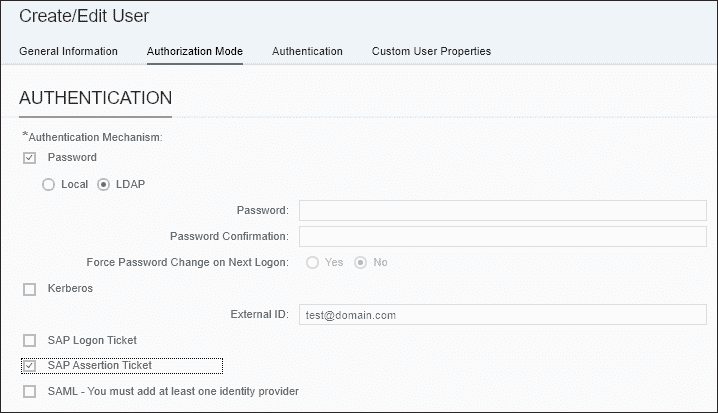 Create/Edit User
General Information Authorization Mode Authentication Custom User Properties
AUTHENTICATION
*Authentication Mechanism:
Password
Local LDAP
Password:
Password Confirmation:
Force Password Change on Next Logon: Yes No
Kerberos
External ID: test@domain.com
SAP Logon Ticket
SAP Assertion Ticket
SAML - You must add at least one identity provider